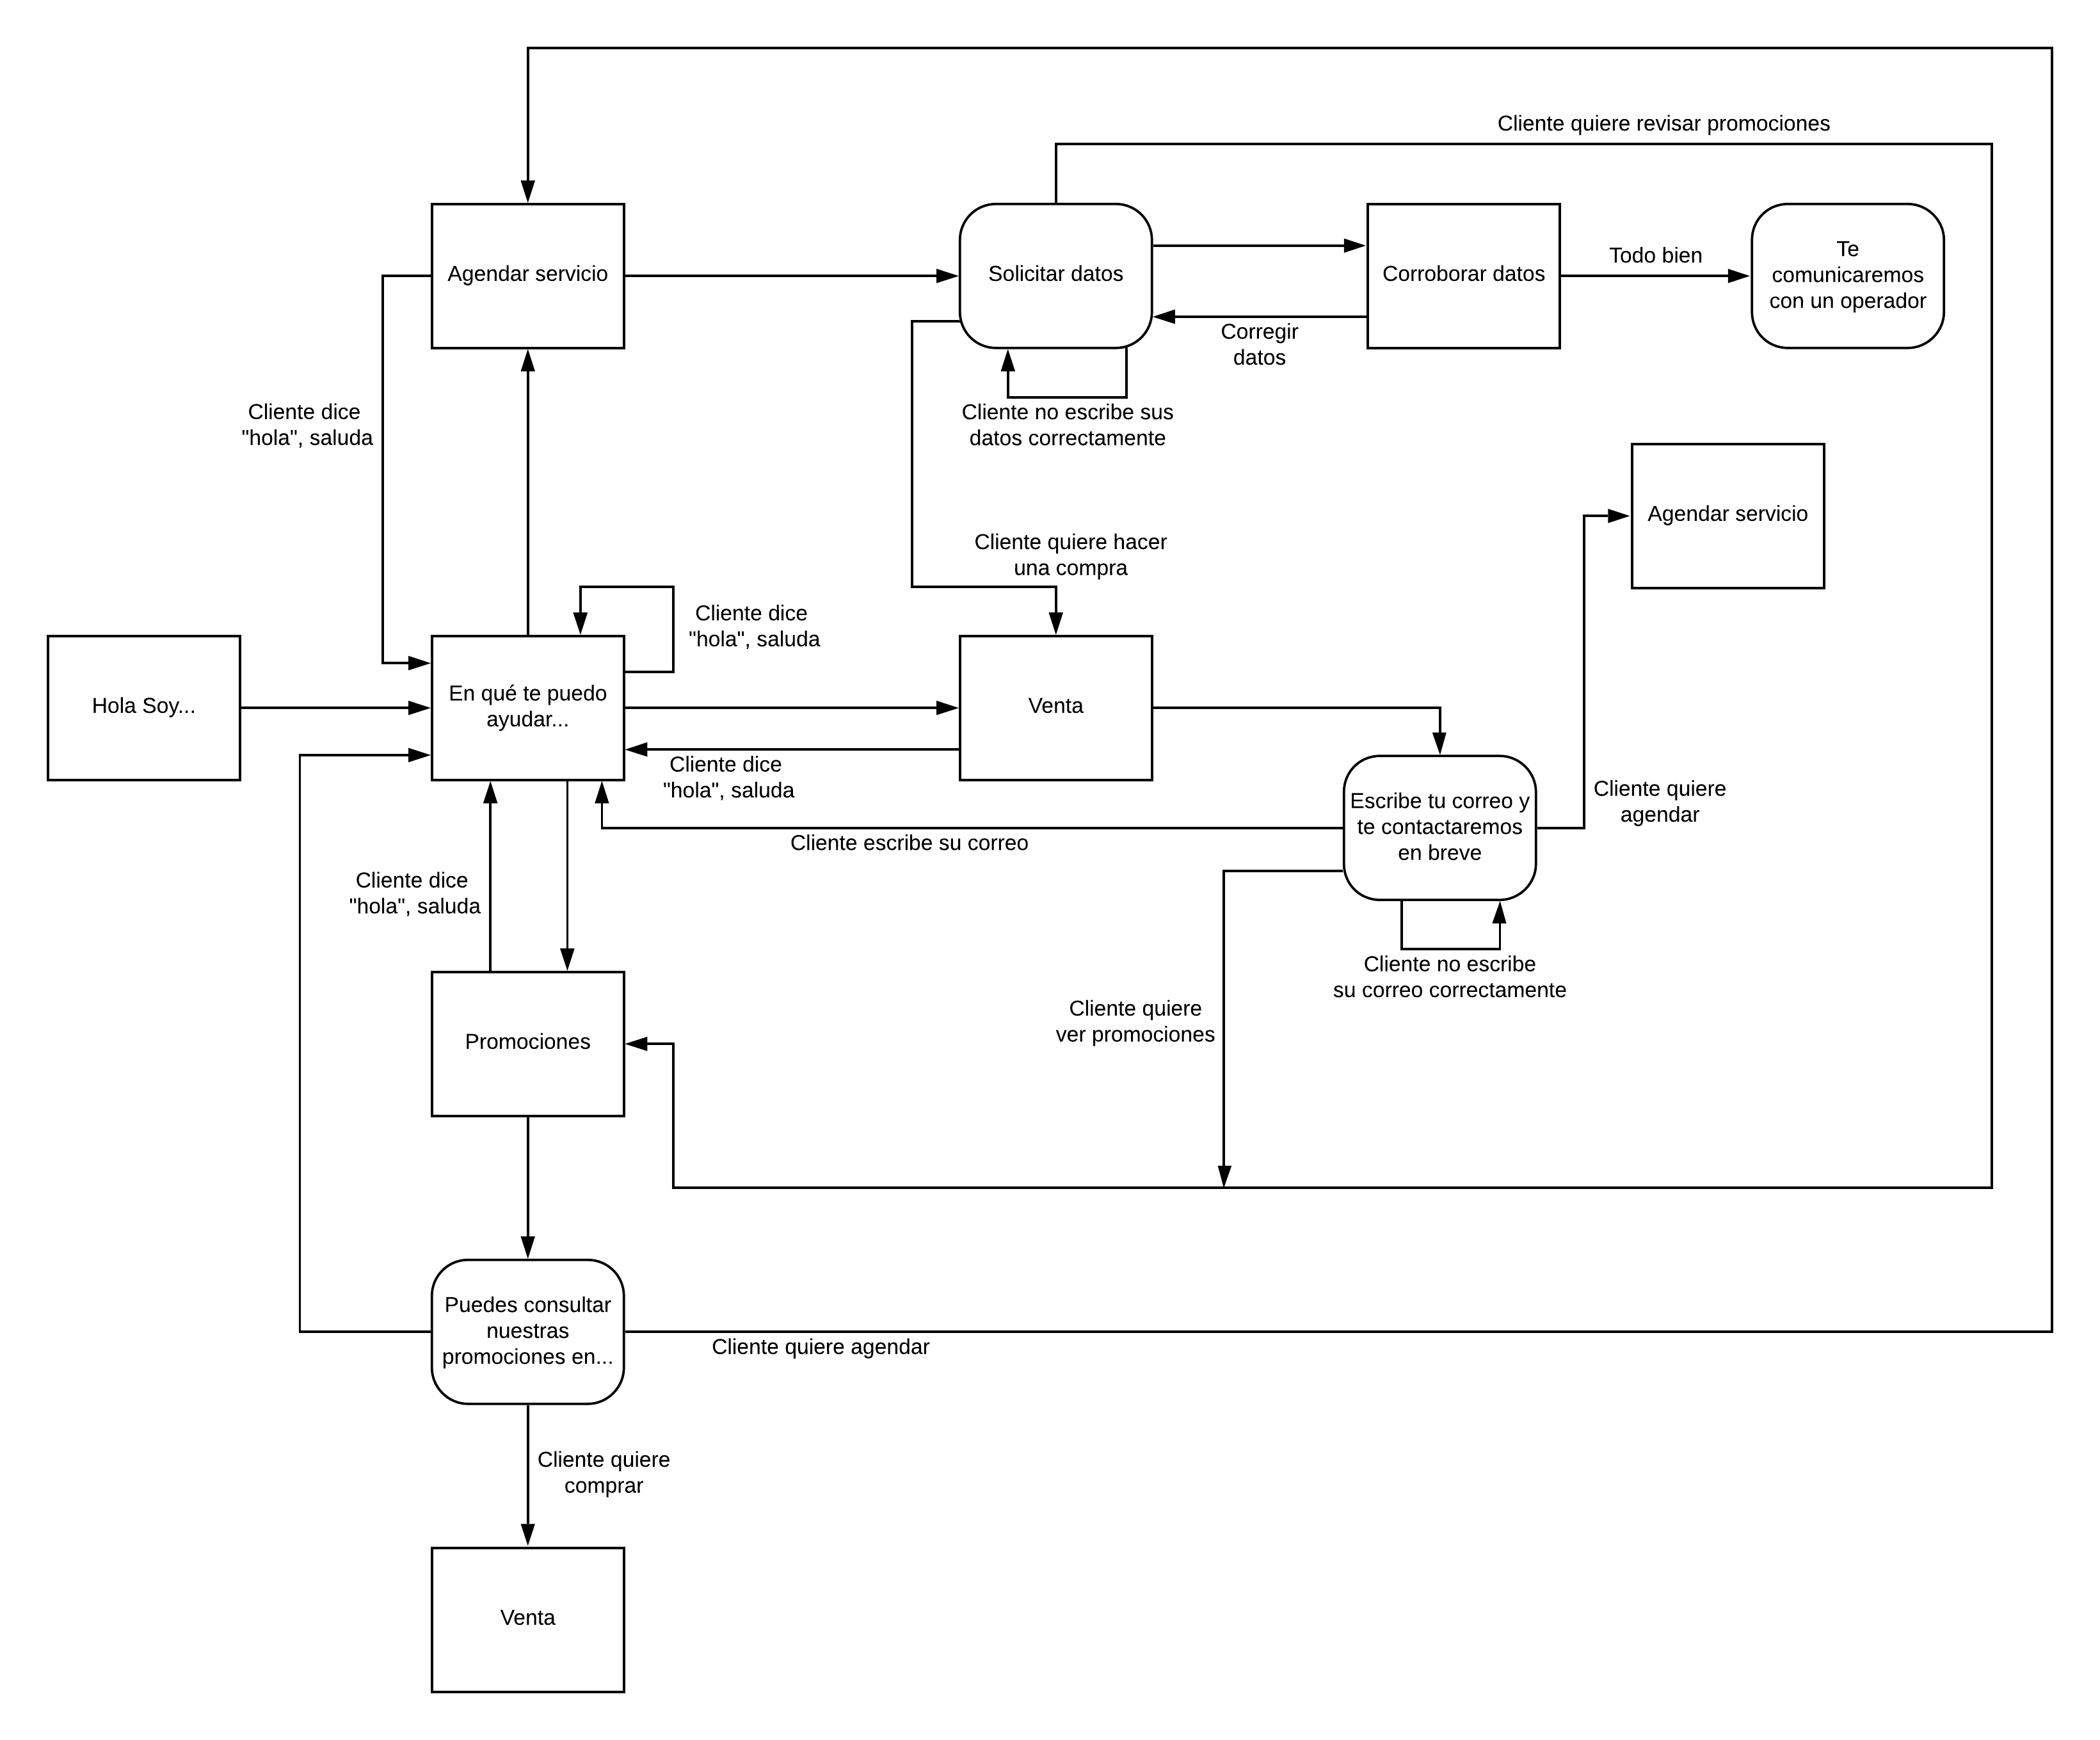 Cliente quiere revisar promociones
Agendar servicio
Solicitar datos
Corroborar datos
Todo bien
Te
comunicaremos
con un operador
Corregir
datos
Cliente dice
"hola", saluda
Cliente no escribe sus
datos correctamente
Agendar servicio
Cliente quiere hacer
una compra
Cliente dice
"hola", saluda
Hola Soy...
En qué te puedo
ayudar...
Venta
Cliente dice
"hola", saluda
Escribe tu correo y
te contactaremos
en breve
Cliente quiere
agendar
Cliente escribe su correo
Cliente dice
"hola", saluda
Cliente no escribe
su correo correctamente
Cliente quiere
ver promociones
Promociones
Puedes consultar
nuestras
promociones en...
Cliente quiere agendar
Cliente quiere
comprar
Venta